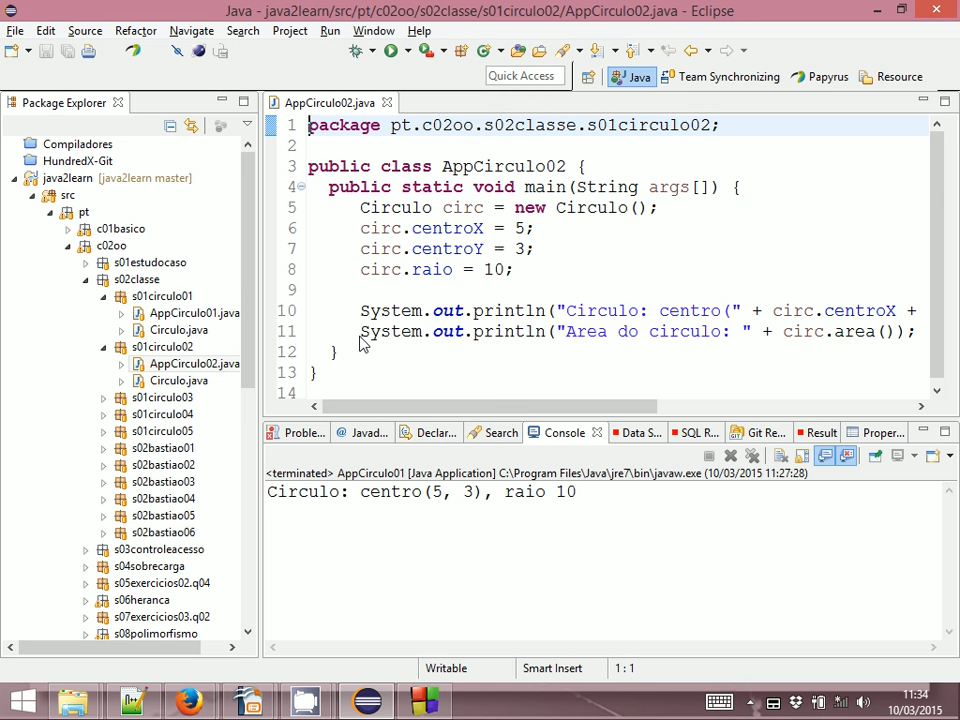 Java - java2learn/src/pt/c02oo/s02classe/s01circulo02/AppCirculo02.java - Eclipse
File Edit Source Refactor Navigate Search Project Run Window Help
Quick Access
Java
Team Synchronizing
Papyrus
Resource
Package Explorer
Compiladores
HundredX-Git
java2learn [java2learn master]
src
pt
c01basico
c02oo
s01estudocaso
s02classe
s01circulo01
AppCirculo01.java
Circulo.java
s01circulo02
AppCirculo02.java
Circulo.java
s01circulo03
s01circulo04
s01circulo05
s02bastiao01
s02bastiao02
s02bastiao03
s02bastiao04
s02bastiao05
s02bastiao06
s03controleacesso
s04sobrecarga
s05exercicios02.q04
s06heranca
s07exercicios03.q02
s08polimorfismo
AppCirculo02.java
1 package pt.c02oo.s02classe.s01circulo02;
2
3 public class AppCirculo02 {
4 public static void main(String args[]) {
5 Circulo circ = new Circulo();
6 circ.centroX = 5;
7 circ.centroY = 3;
8 circ.raio = 10;
9
10 System.out.println("Circulo: centro(" + circ.centroX +
11 System.out.println("Area do circulo: " + circ.area());
12 }
13 }
14
Proble... Javad... Declar... Search Console Data S... SQL R... Git Re... Result Proper...
<terminated> AppCirculo01 [Java Application] C:\Program Files\Java\jre7\bin\javaw.exe (10/03/2015 11:27:28)
Circulo: centro(5, 3), raio 10
Writable
Smart Insert
1 : 1
11:34
10/03/2015